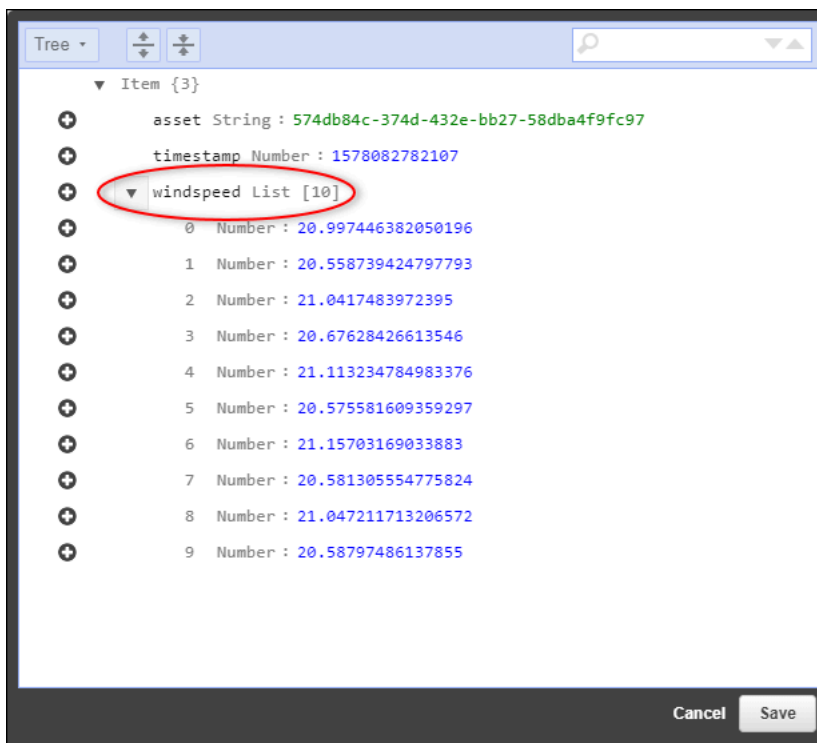 Tree
Item {3}
asset String : 574db84c-374d-432e-bb27-58dba4f9fc97
timestamp Number : 1578082782107
windspeed List [10]
0 Number : 20.997446382050196
1 Number : 20.558739424797793
2 Number : 21.0417483972395
3 Number : 20.67628426613546
4 Number : 21.113234784983376
5 Number : 20.575581609359297
6 Number : 21.15703169033883
7 Number : 20.581305554775824
8 Number : 21.047211713206572
9 Number : 20.58797486137855
Cancel Save